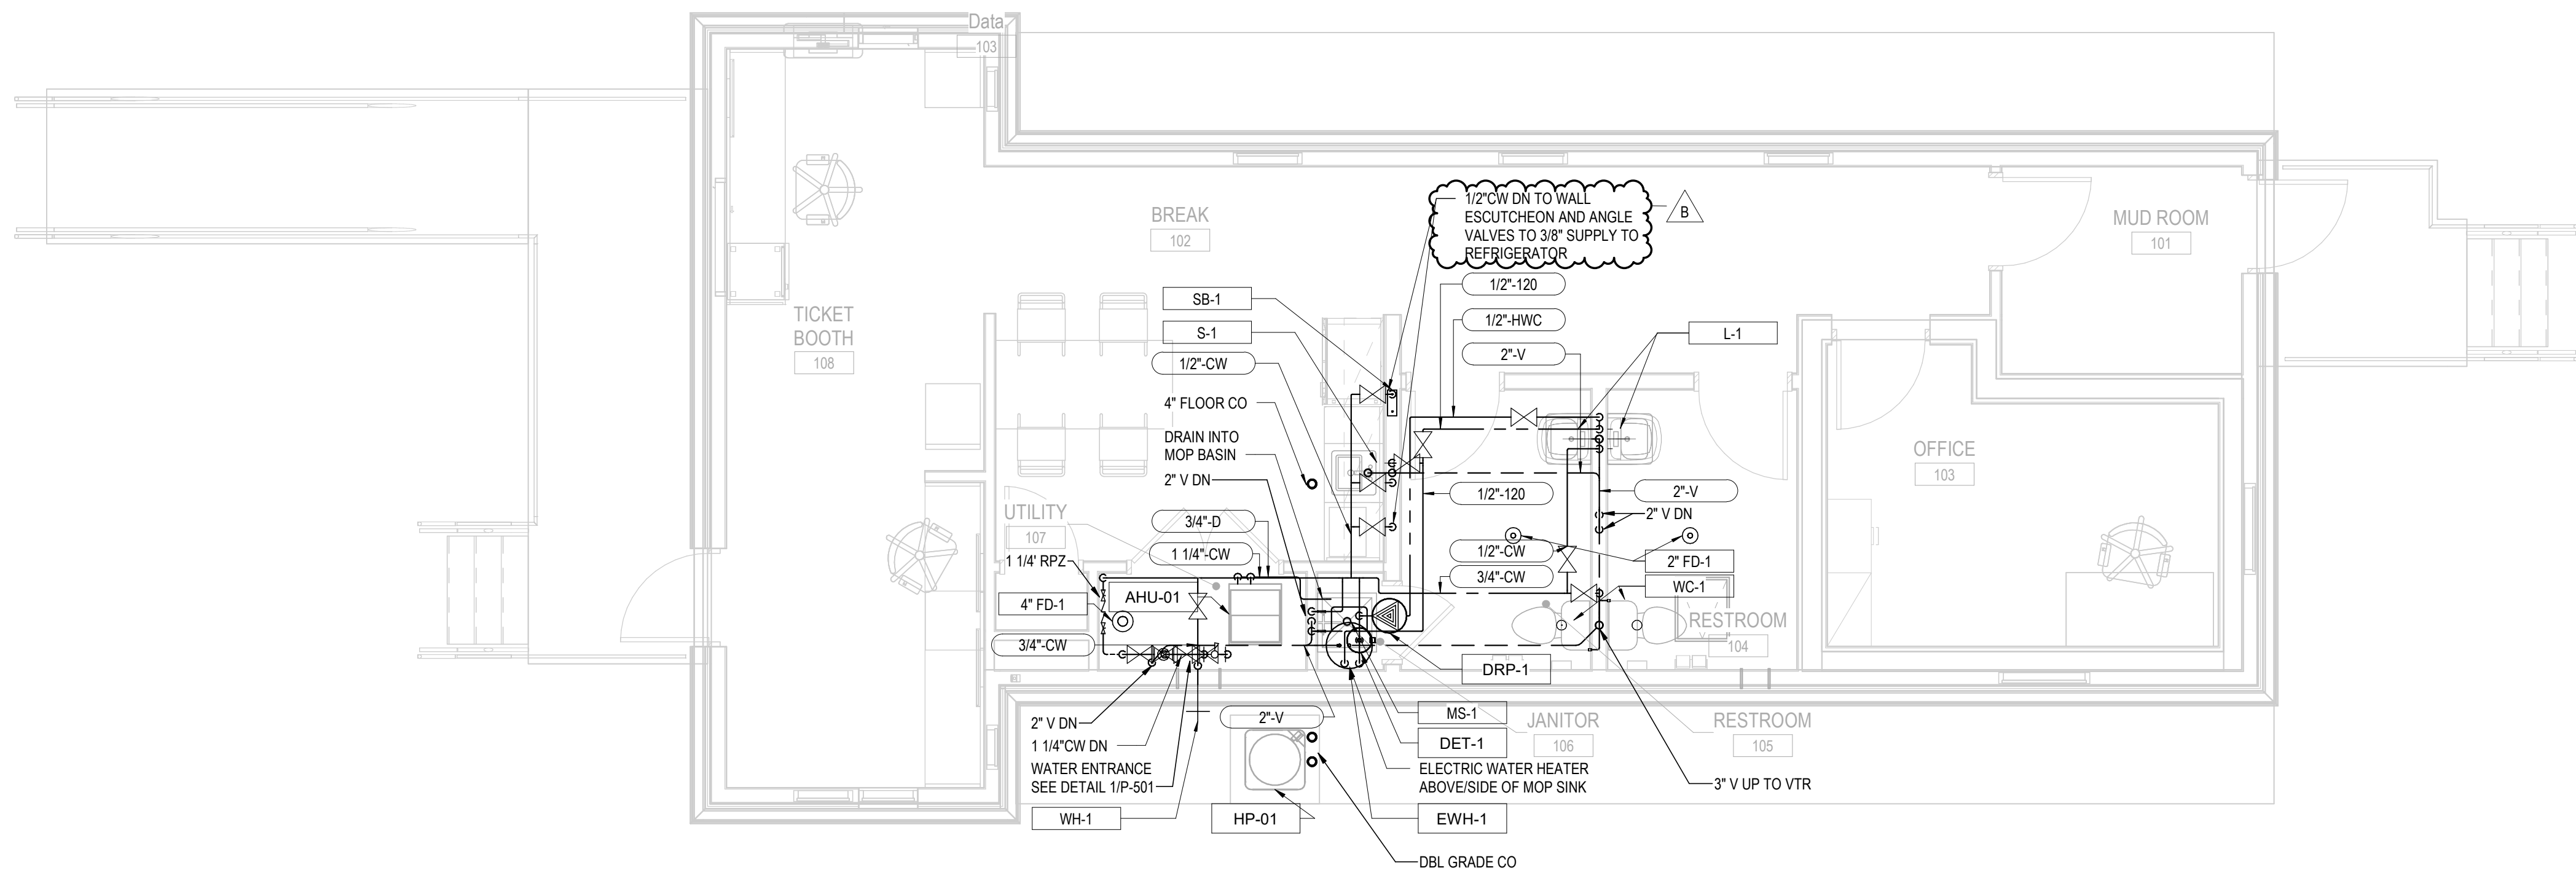 Data
103
1/2"CW DN TO WALL
ESCUTCHEON AND ANGLE
VALVES TO 3/8" SUPPLY TO
REFRIGERATOR
B
BREAK
102
MUD ROOM
101
TICKET
BOOTH
108
SB-1
S-1
1/2"-CW
4" FLOOR CO
DRAIN INTO
MOP BASIN
2" V DN
1/2"-120
1/2"-HWC
2"-V
L-1
OFFICE
103
UTILITY
107
3/4"-D
1 1/4"-CW
1 1/4' RPZ
AHU-01
4" FD-1
3/4"-CW
1/2"-120
2"-V
2" V DN
1/2"-CW
3/4"-CW
2" FD-1
WC-1
RESTROOM
104
DRP-1
2" V DN
1 1/4"CW DN
WATER ENTRANCE
SEE DETAIL 1/P-501
WH-1
2"-V
HP-01
MS-1
DET-1
ELECTRIC WATER HEATER
ABOVE/SIDE OF MOP SINK
EWH-1
JANITOR
106
RESTROOM
105
3" V UP TO VTR
DBL GRADE CO